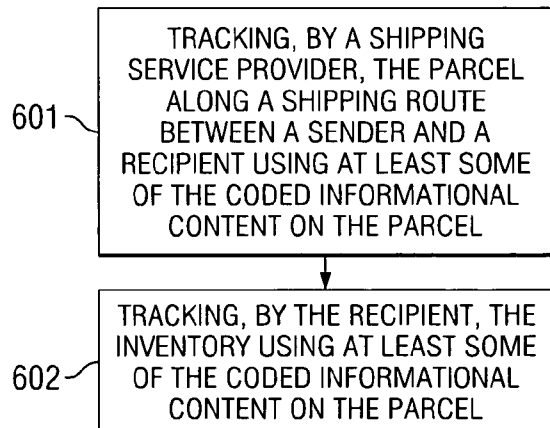 601
TRACKING, BY A SHIPPING
SERVICE PROVIDER, THE PARCEL
ALONG A SHIPPING ROUTE
BETWEEN A SENDER AND A
RECIPIENT USING AT LEAST SOME
OF THE CODED INFORMATIONAL
CONTENT ON THE PARCEL
602
TRACKING, BY THE RECIPIENT, THE
INVENTORY USING AT LEAST SOME
OF THE CODED INFORMATIONAL
CONTENT ON THE PARCEL